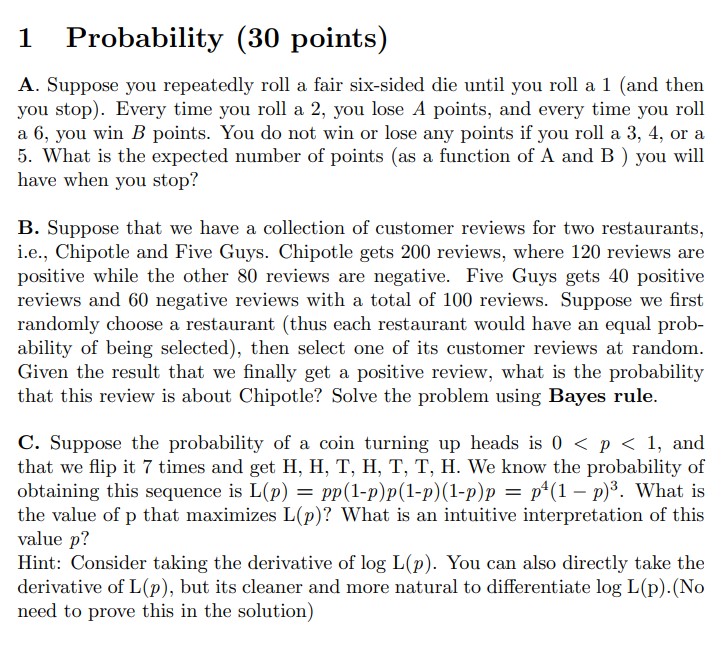 1 Probability (30 points)
A. Suppose you repeatedly roll a fair six-sided die until you roll a 1 (and then
you stop). Every time you roll a 2, you lose A points, and every time you roll
a 6, you win B points. You do not win or lose any points if you roll a 3, 4, or a
5. What is the expected number of points (as a function of A and B ) you will
have when you stop?
B. Suppose that we have a collection of customer reviews for two restaurants,
i.e., Chipotle and Five Guys. Chipotle gets 200 reviews, where 120 reviews are
positive while the other 80 reviews are negative. Five Guys gets 40 positive
reviews and 60 negative reviews with a total of 100 reviews. Suppose we first
randomly choose a restaurant (thus each restaurant would have an equal prob-
ability of being selected), then select one of its customer reviews at random.
Given the result that we finally get a positive review, what is the probability
that this review is about Chipotle? Solve the problem using Bayes rule.
C. Suppose the probability of a coin turning up heads is 0 < p < 1, and
that we flip it 7 times and get H, H, T, H, T, T, H. We know the probability of
obtaining this sequence is L(p) = pp(1-p)p(1-p)(1-p)p = p⁴(1 − p)³. What is
the value of p that maximizes L(p)? What is an intuitive interpretation of this
value p?
Hint: Consider taking the derivative of log L(p). You can also directly take the
derivative of L(p), but its cleaner and more natural to differentiate log L(p).(No
need to prove this in the solution)